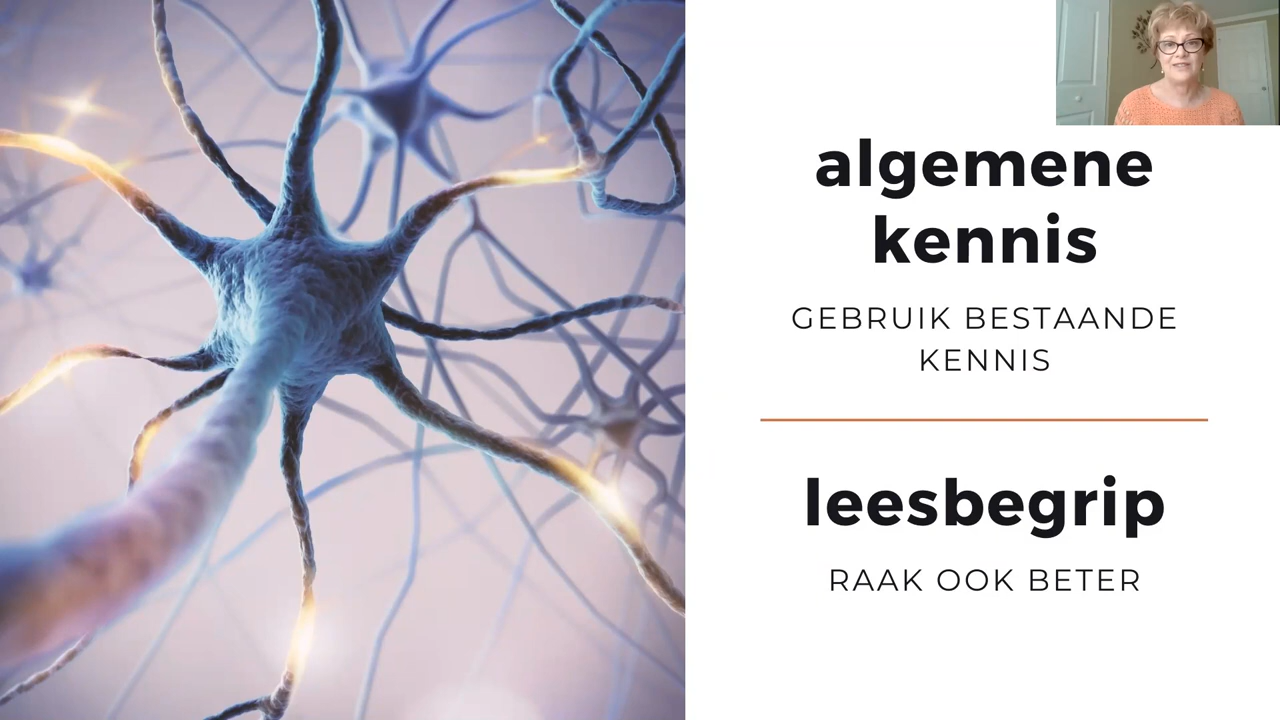 algemene
kennis
GEBRUIK BESTAANDE
KENNIS
leesbegrip
RAAK OOK BETER